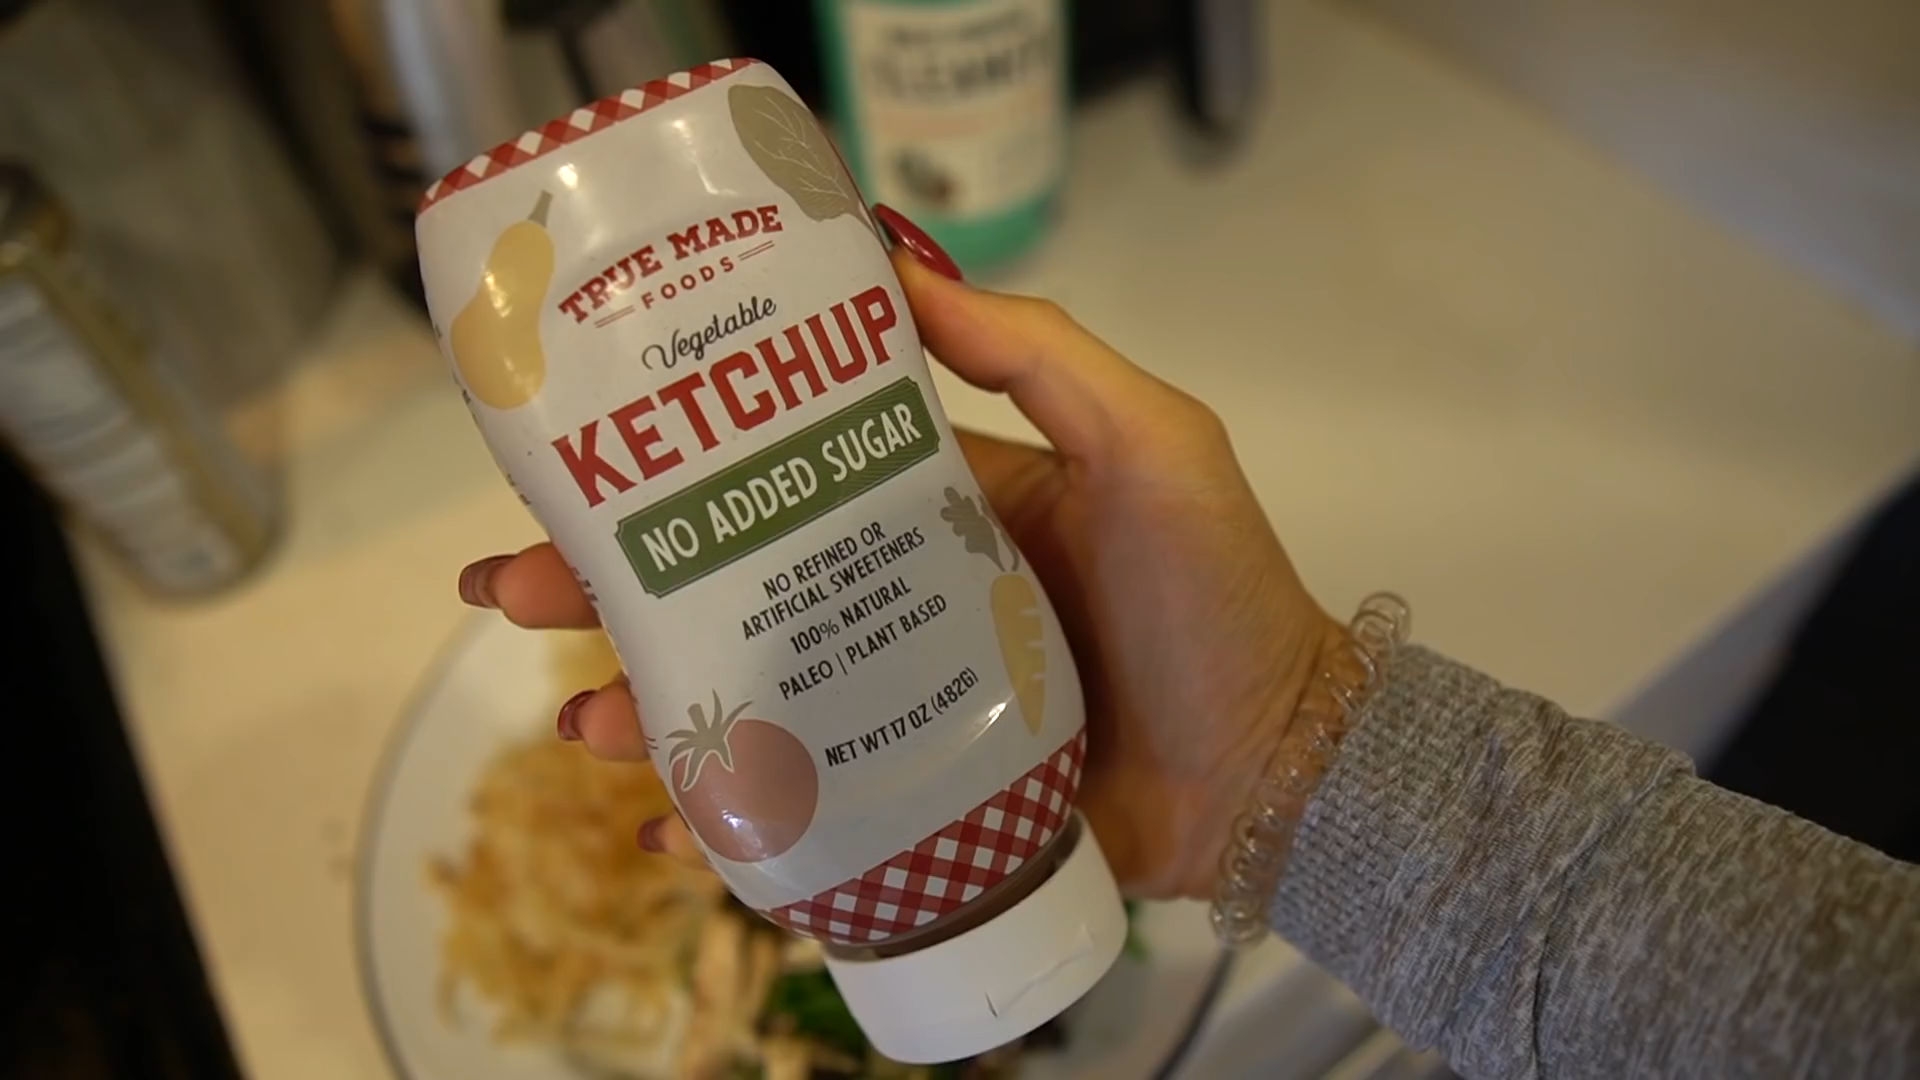 TRUE MADE
FOODS
Vegetable
KETCHUP
NO ADDED SUGAR
NO REFINED OR
ARTIFICIAL SWEETENERS
100% NATURAL
PALEO | PLANT BASED
NET WT 17 OZ (482G)